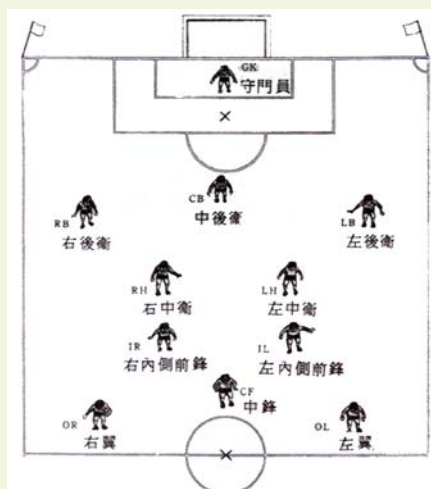 GK
守門員
CB
中後衛
RB
右後衛
LB
左後衛
RH
右中衛
LH
左中衛
IR
右內側前鋒
IL
左內側前鋒
CF
中鋒
OR
右翼
OL
左翼